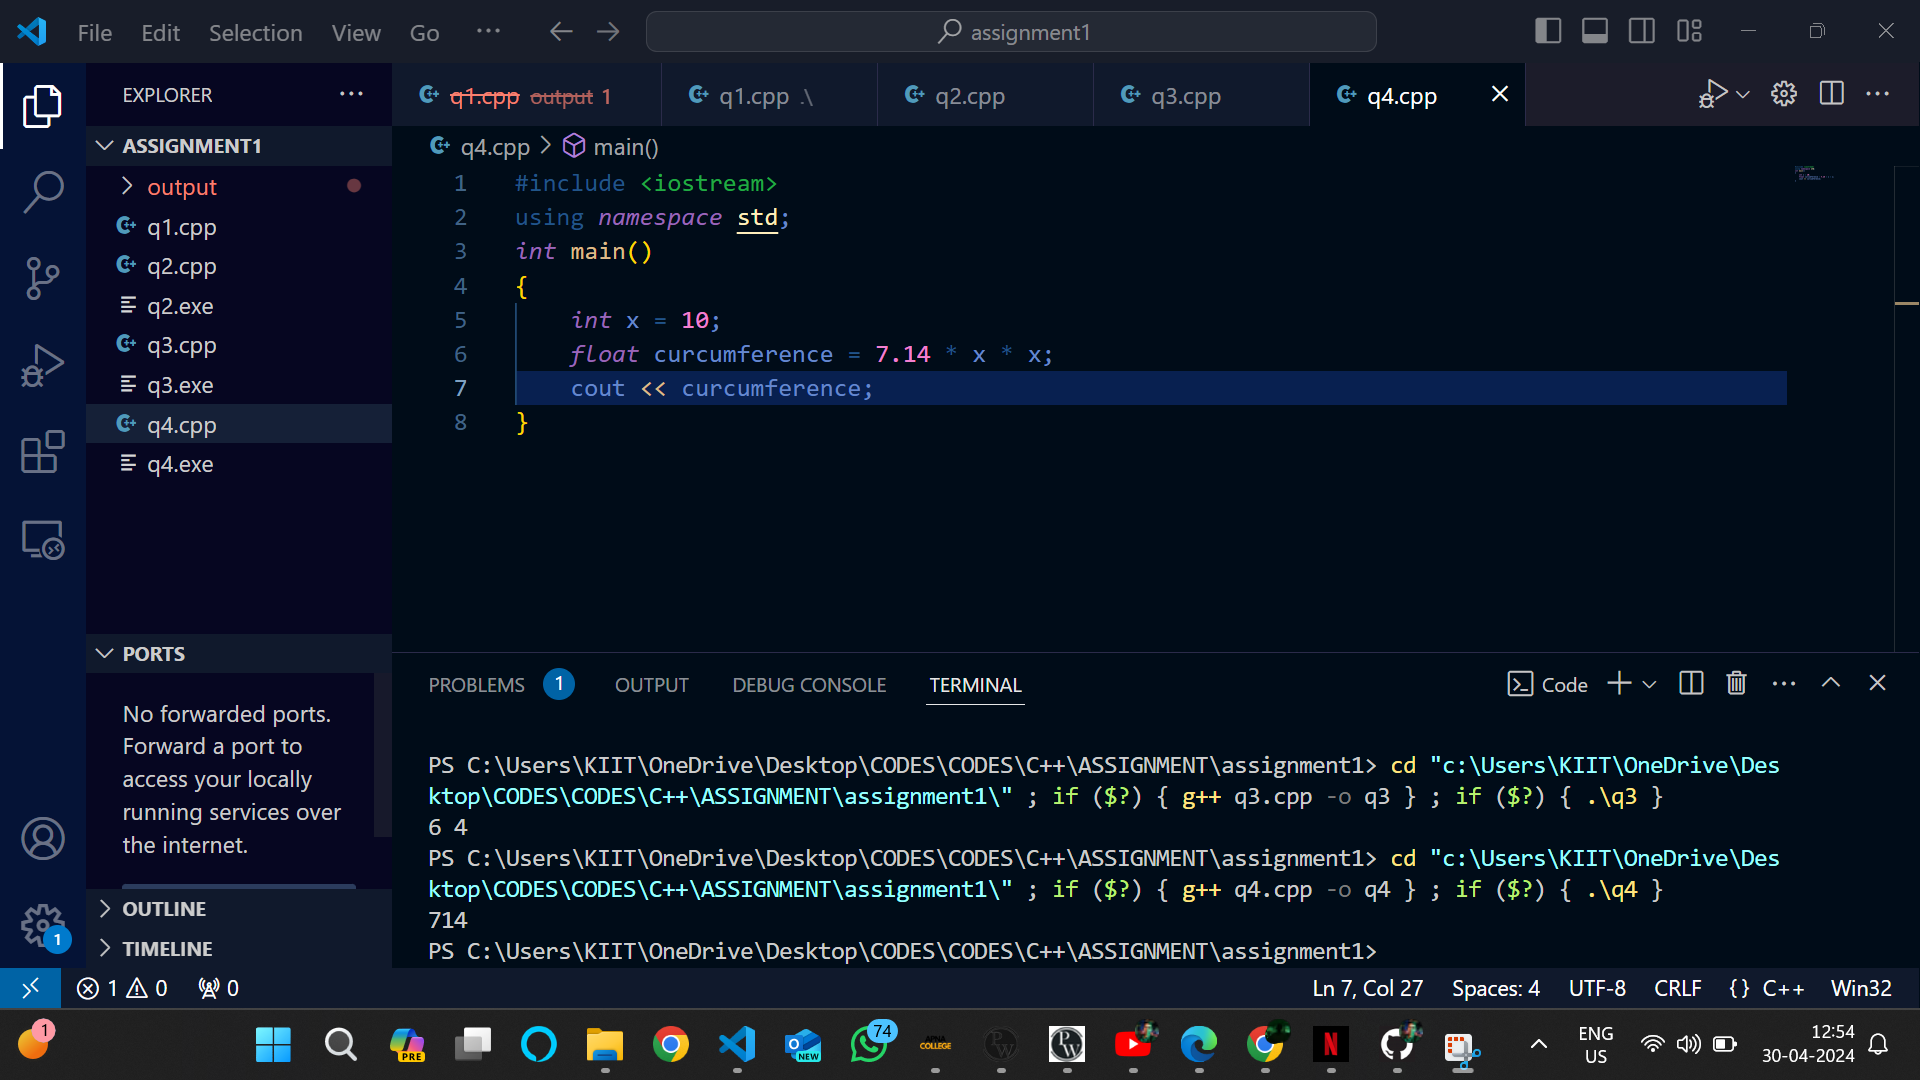 File Edit Selection View Go ··· assignment1
EXPLORER ···
ASSIGNMENT1
output
q1.cpp
q2.cpp
q2.exe
q3.cpp
q3.exe
q4.cpp
q4.exe
PORTS
No forwarded ports.
Forward a port to
access your locally
running services over
the internet.
OUTLINE
TIMELINE
1
q1.cpp output 1 q1.cpp .\ q2.cpp q3.cpp q4.cpp
q4.cpp > main()
1 #include <iostream>
2 using namespace std;
3 int main()
4 {
5 int x = 10;
6 float curcumference = 7.14 * x * x;
7 cout << curcumference;
8 }
PROBLEMS 1 OUTPUT DEBUG CONSOLE TERMINAL Code
PS C:\Users\KIIT\OneDrive\Desktop\CODES\CODES\C++\ASSIGNMENT\assignment1> cd "c:\Users\KIIT\OneDrive\Des
ktop\CODES\CODES\C++\ASSIGNMENT\assignment1\" ; if ($?) { g++ q3.cpp -o q3 } ; if ($?) { .\q3 }
6 4
PS C:\Users\KIIT\OneDrive\Desktop\CODES\CODES\C++\ASSIGNMENT\assignment1> cd "c:\Users\KIIT\OneDrive\Des
ktop\CODES\CODES\C++\ASSIGNMENT\assignment1\" ; if ($?) { g++ q4.cpp -o q4 } ; if ($?) { .\q4 }
714
PS C:\Users\KIIT\OneDrive\Desktop\CODES\CODES\C++\ASSIGNMENT\assignment1>
1 0 0 Ln 7, Col 27 Spaces: 4 UTF-8 CRLF {} C++ Win32
1 PRE NEW 74 COLLEGE PW PW N ENG
US
12:54
30-04-2024